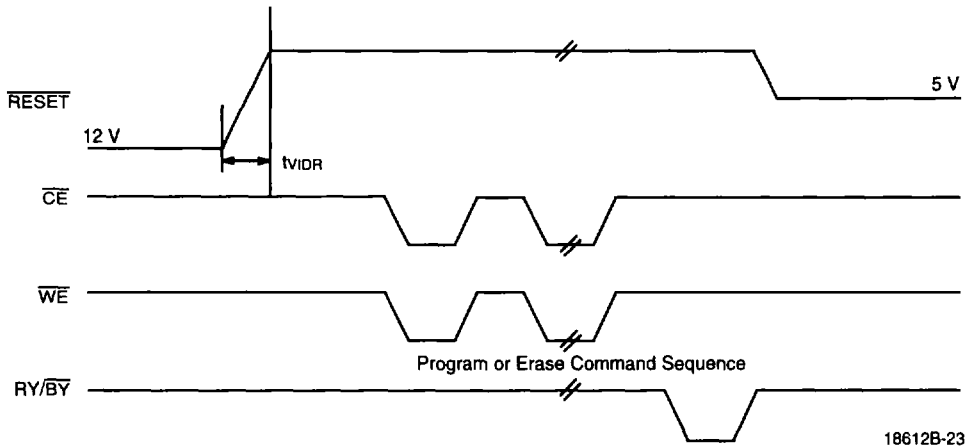 5 V
RESET
12 V
tVIDR
CE
WE
Program or Erase Command Sequence
RY/BY
18612B-23